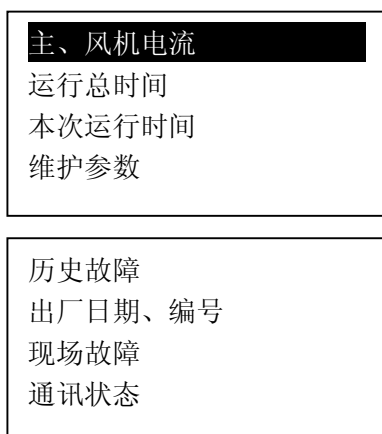 主、风机电流
运行总时间
本次运行时间
维护参数
历史故障
出厂日期、编号
现场故障
通讯状态